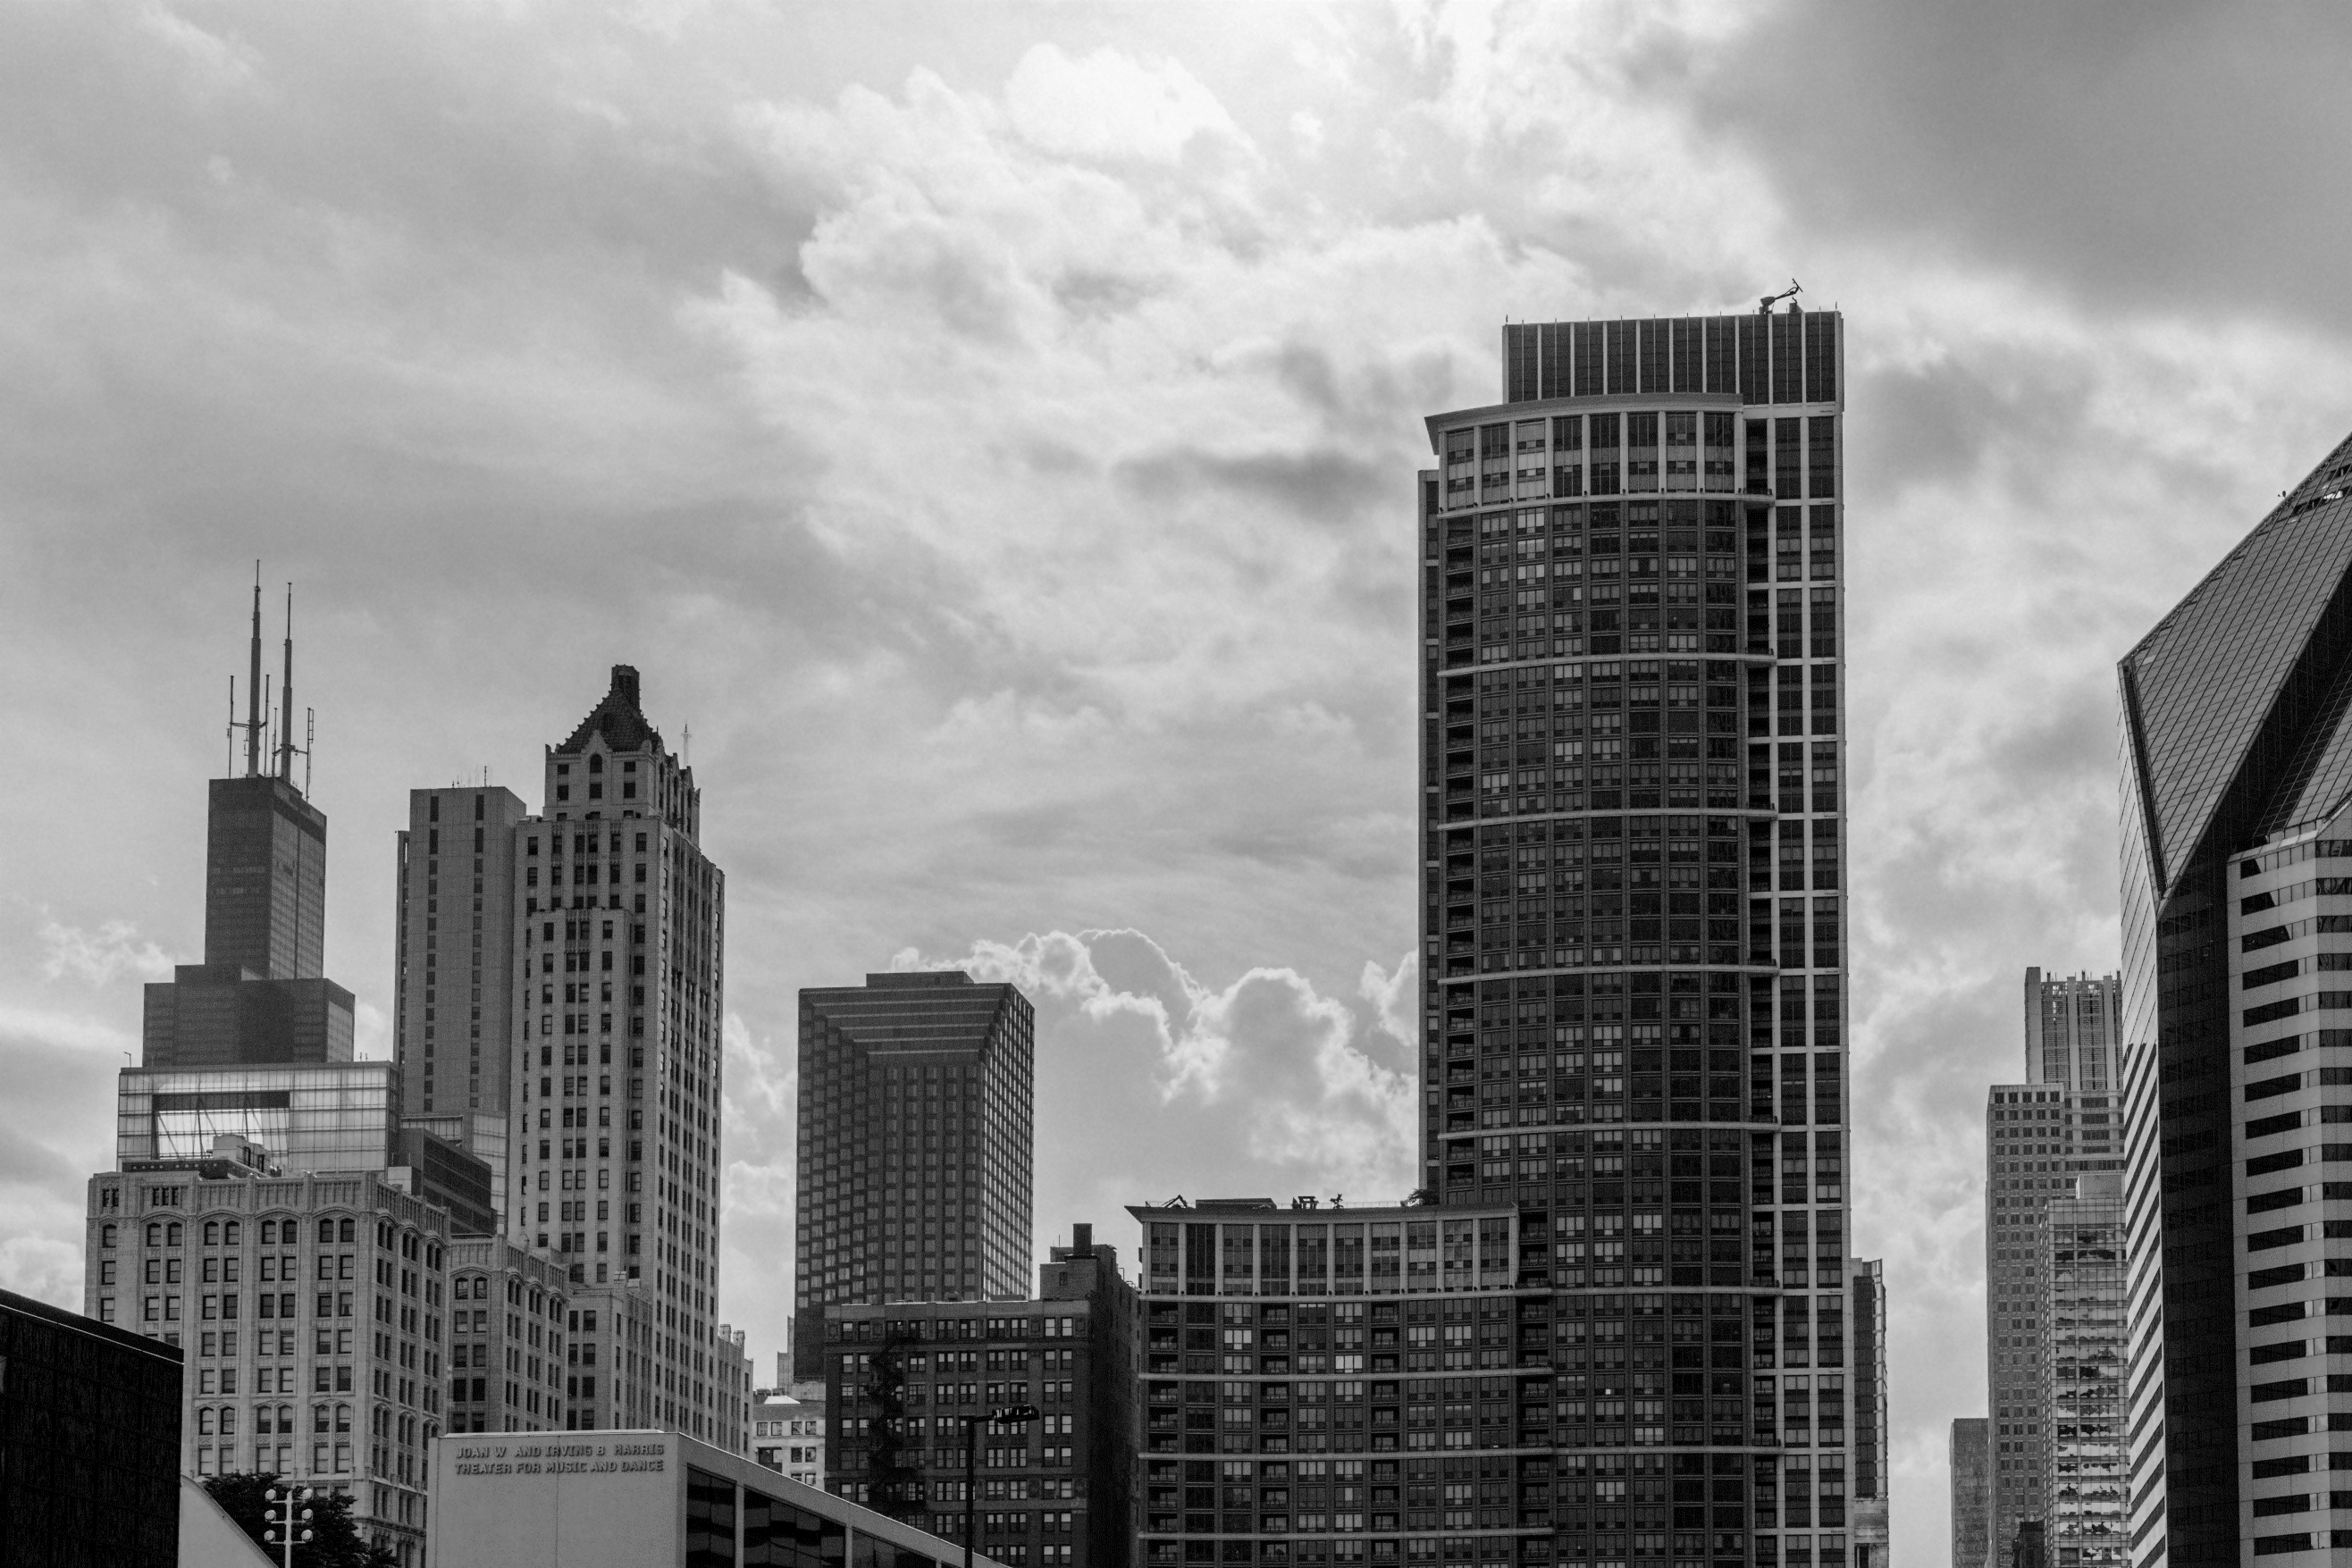 JOAN W AND IRVING B HARRIS
THEATER FOR MUSIC AND DANCE